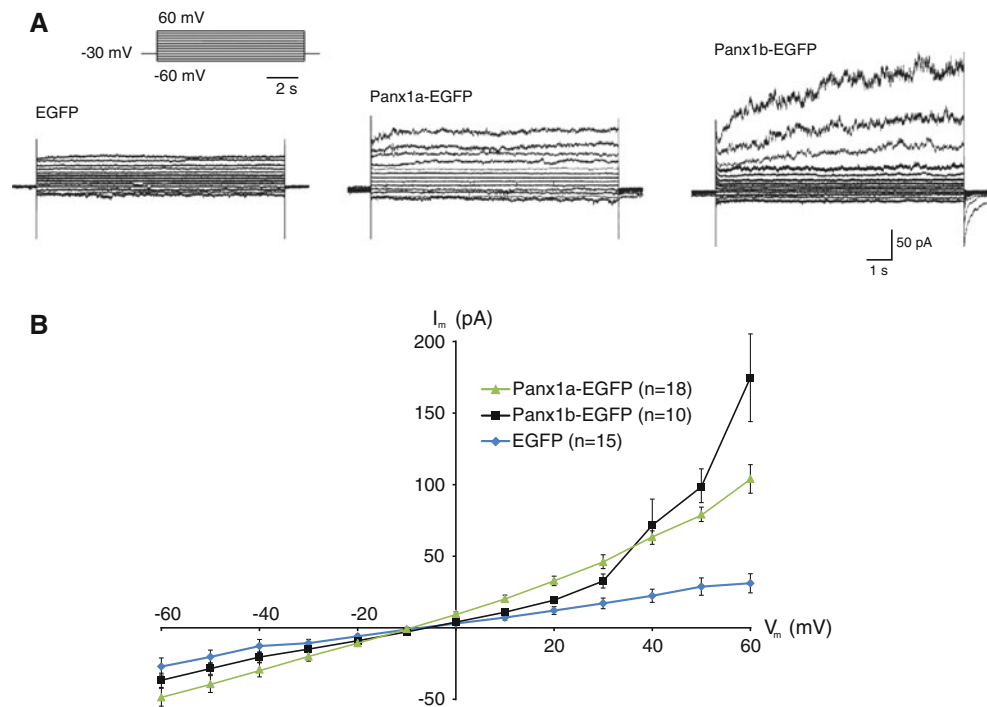 A
60 mV
-30 mV
-60 mV
2 s
EGFP
Panx1a-EGFP
Panx1b-EGFP
50 pA
1 s
B
Im (pA)
200
Panx1a-EGFP (n=18)
Panx1b-EGFP (n=10)
EGFP (n=15)
150
100
50
-60
-40
-20
20
40
60
Vm (mV)
-50